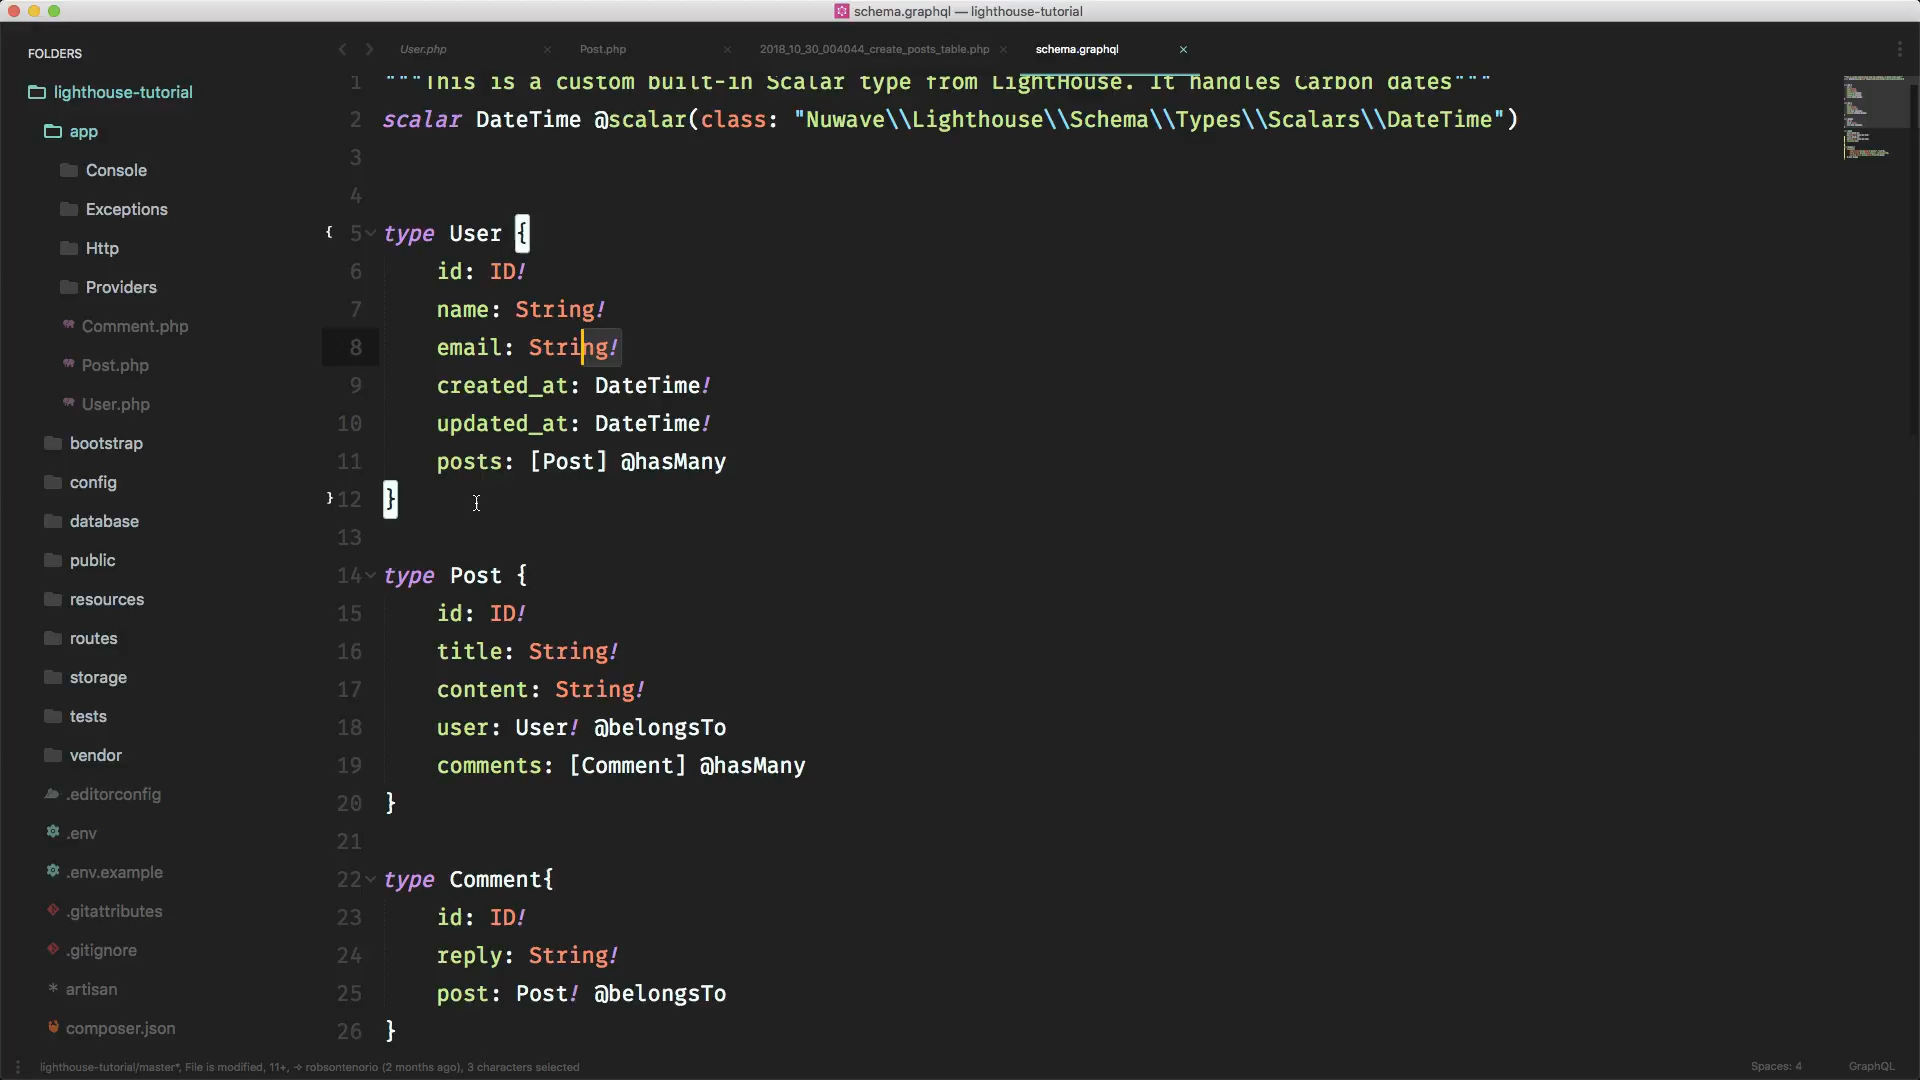 schema.graphql — lighthouse-tutorial
FOLDERS
lighthouse-tutorial
app
Console
Exceptions
Http
Providers
Comment.php
Post.php
User.php
bootstrap
config
database
public
resources
routes
storage
tests
vendor
.editorconfig
.env
.env.example
.gitattributes
.gitignore
artisan
composer.json
User.php
Post.php
2018_10_30_004044_create_posts_table.php
schema.graphql
1 """This is a custom built-in Scalar type from LightHouse. It handles Carbon dates"""
2 scalar DateTime @scalar(class: "Nuwave\\Lighthouse\\Schema\\Types\\Scalars\\DateTime")
3
4
{ 5 type User {
6 id: ID!
7 name: String!
8 email: String!
9 created_at: DateTime!
10 updated_at: DateTime!
11 posts: [Post] @hasMany
} 12 }
13
14 type Post {
15 id: ID!
16 title: String!
17 content: String!
18 user: User! @belongsTo
19 comments: [Comment] @hasMany
20 }
21
22 type Comment{
23 id: ID!
24 reply: String!
25 post: Post! @belongsTo
26 }
lighthouse-tutorial/master*, File is modified, 11+, → robsontenorio (2 months ago), 3 characters selected
Spaces: 4
GraphQL